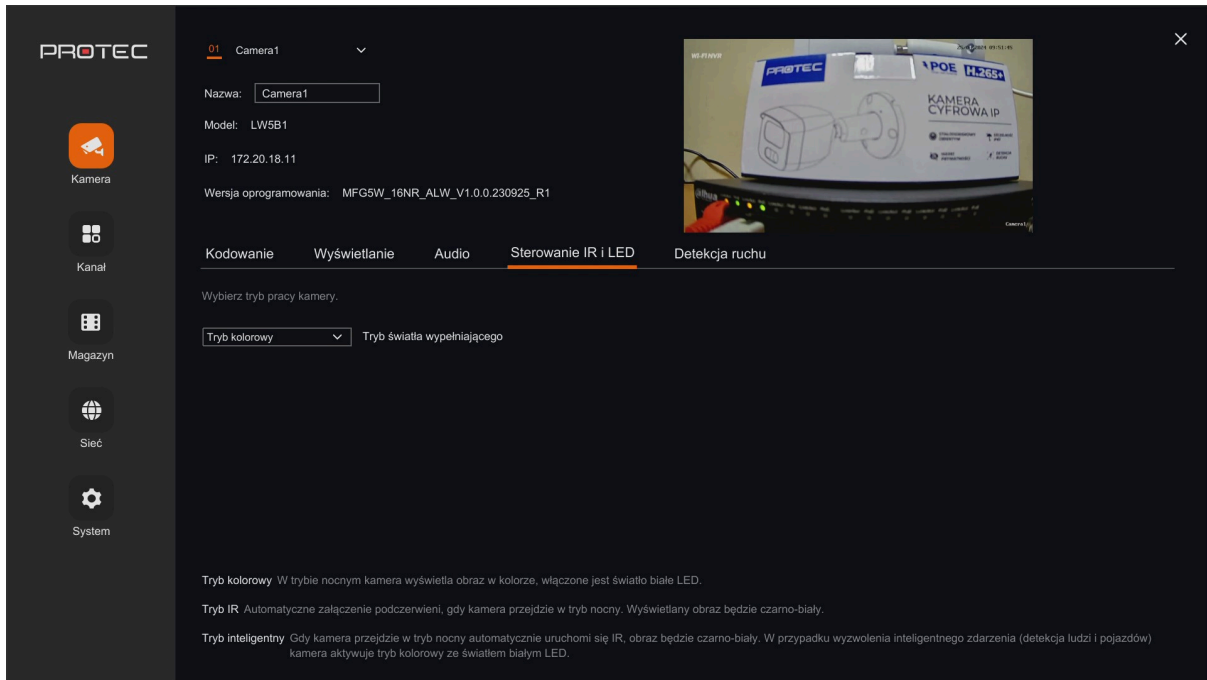 PROTEC
01 Camera1
Nazwa: Camera1
Model: LW5B1
IP: 172.20.18.11
Wersja oprogramowania: MFG5W_16NR_ALW_V1.0.0.230925_R1
WI-FI NVR
PROTEC
POE H.265+
KAMERA
CYFROWA IP
alhua
Camera1
Kamera
Kanał
Magazyn
Sieć
System
Kodowanie Wyświetlanie Audio Sterowanie IR i LED Detekcja ruchu
Wybierz tryb pracy kamery.
Tryb kolorowy Tryb światła wypełniającego
Tryb kolorowy W trybie nocnym kamera wyświetla obraz w kolorze, włączone jest światło białe LED.
Tryb IR Automatyczne załączenie podczerwieni, gdy kamera przejdzie w tryb nocny. Wyświetlany obraz będzie czarno-biały.
Tryb inteligentny Gdy kamera przejdzie w tryb nocny automatycznie uruchomi się IR, obraz będzie czarno-biały. W przypadku wyzwolenia inteligentnego zdarzenia (detekcja ludzi i pojazdów)
kamera aktywuje tryb kolorowy ze światłem białym LED.